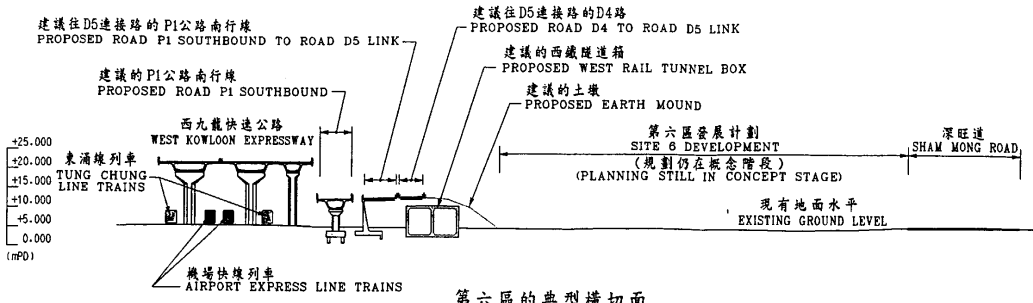 建議往D5連接路的P1公路南行線
PROPOSED ROAD P1 SOUTHBOUND TO ROAD D5 LINK
建議往D5連接路的D4路
PROPOSED ROAD D4 TO ROAD D5 LINK
建議的西鐵隧道箱
PROPOSED WEST RAIL TUNNEL BOX
建議的P1公路南行線
PROPOSED ROAD P1 SOUTHBOUND
建議的土墩
PROPOSED EARTH MOUND
西九龍快速公路
WEST KOWLOON EXPRESSWAY
第六區發展計劃
SITE 6 DEVELOPMENT
(規劃仍在概念階段)
(PLANNING STILL IN CONCEPT STAGE)
深旺道
SHAM MONG ROAD
+25.000
+20.000
+15.000
+10.000
+5.000
0.000
(mPD)
東涌線列車
TUNG CHUNG
LINE TRAINS
現有地面水平
EXISTING GROUND LEVEL
機場快線列車
AIRPORT EXPRESS LINE TRAINS
第六區的典型橫切面